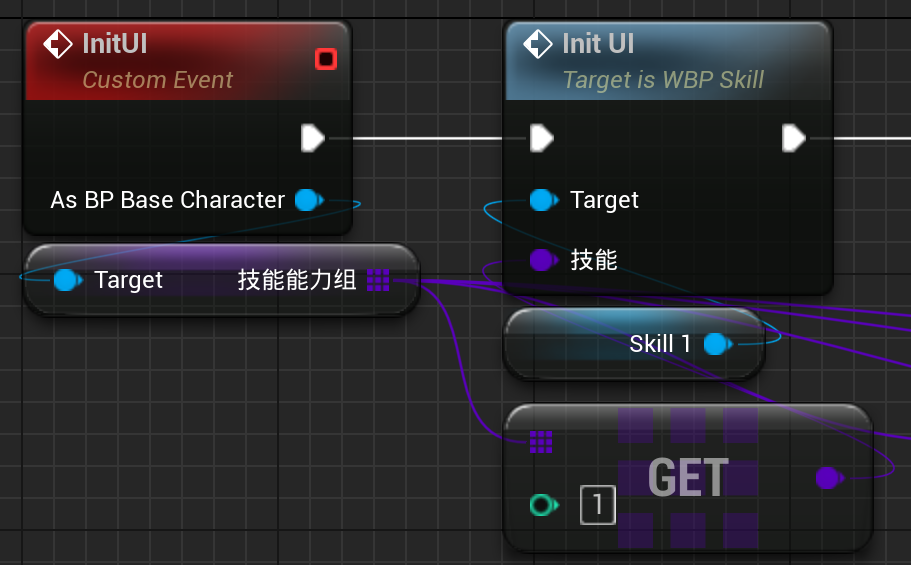 InitUI
Custom Event
As BP Base Character
Target 技能能力组
Init UI
Target is WBP Skill
Target
技能
Skill 1
GET
1